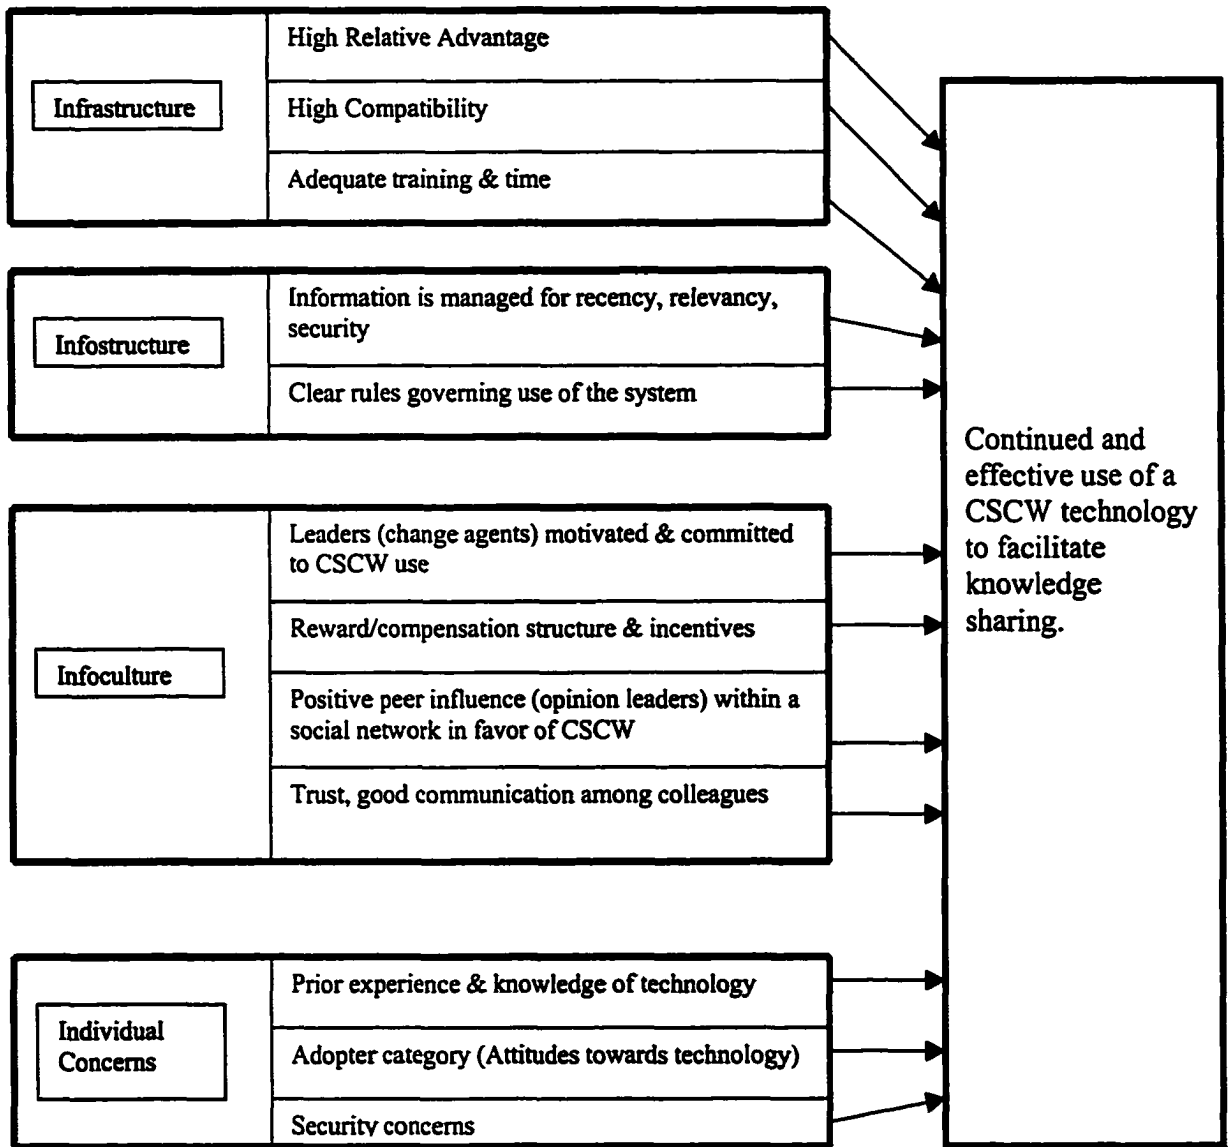 High Relative Advantage
Infrastructure
High Compatibility
Adequate training & time
Information is managed for recency, relevancy,
security
Infostructure
Clear rules governing use of the system
Leaders (change agents) motivated & committed
to CSCW use
Reward/compensation structure & incentives
Infoculture
Positive peer influence (opinion leaders) within a
social network in favor of CSCW
Trust, good communication among colleagues
Prior experience & knowledge of technology
Individual
Concerns
Adopter category (Attitudes towards technology)
Security concerns
Continued and
effective use of a
CSCW technology
to facilitate
knowledge
sharing.